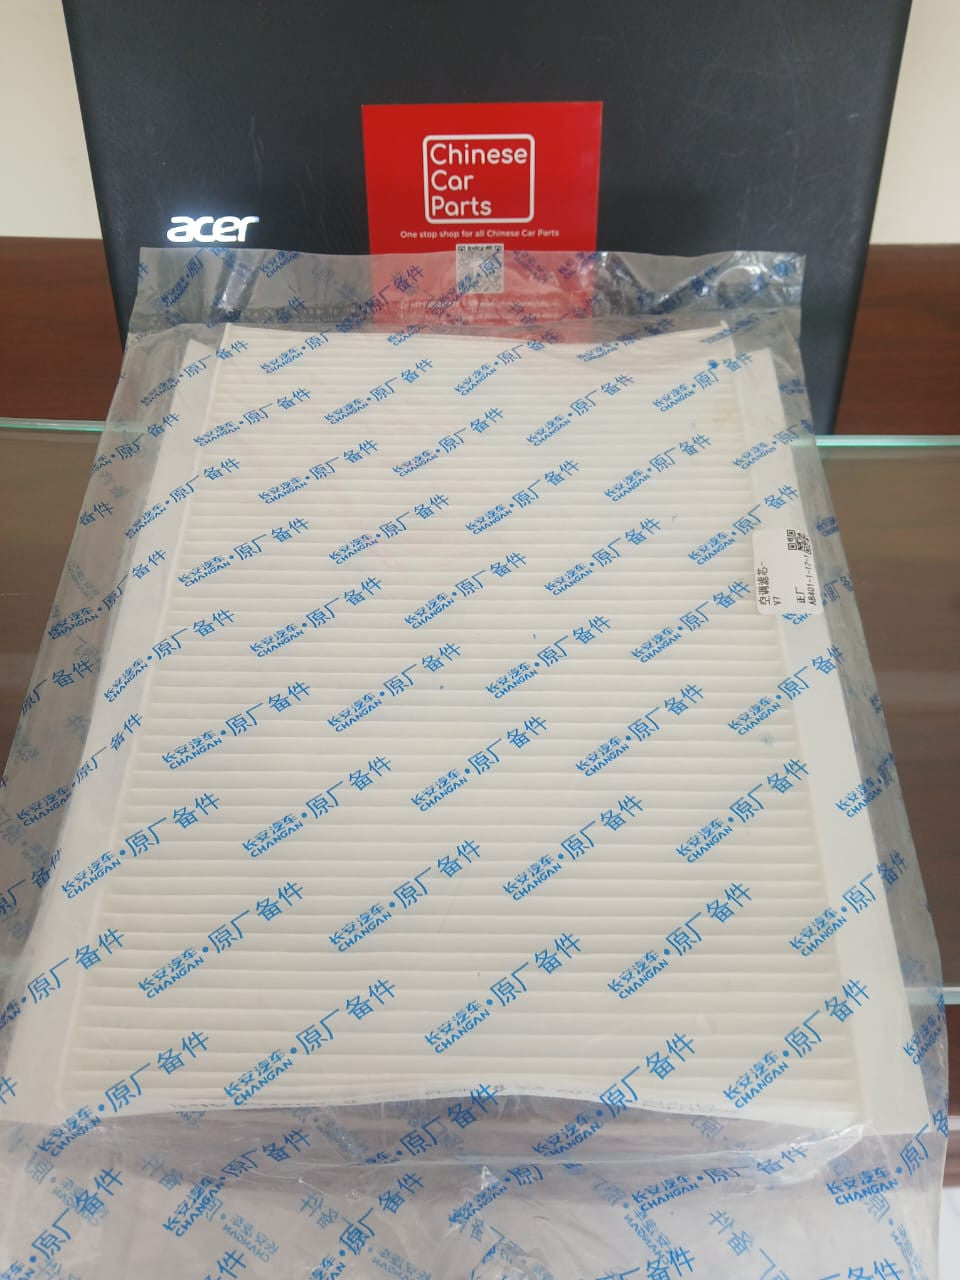 Chinese
Car
Parts
One stop shop for all Chinese Car Parts
acer
长安汽车 • 原厂备件
CHANGAN
空调滤芯-
V7
正厂